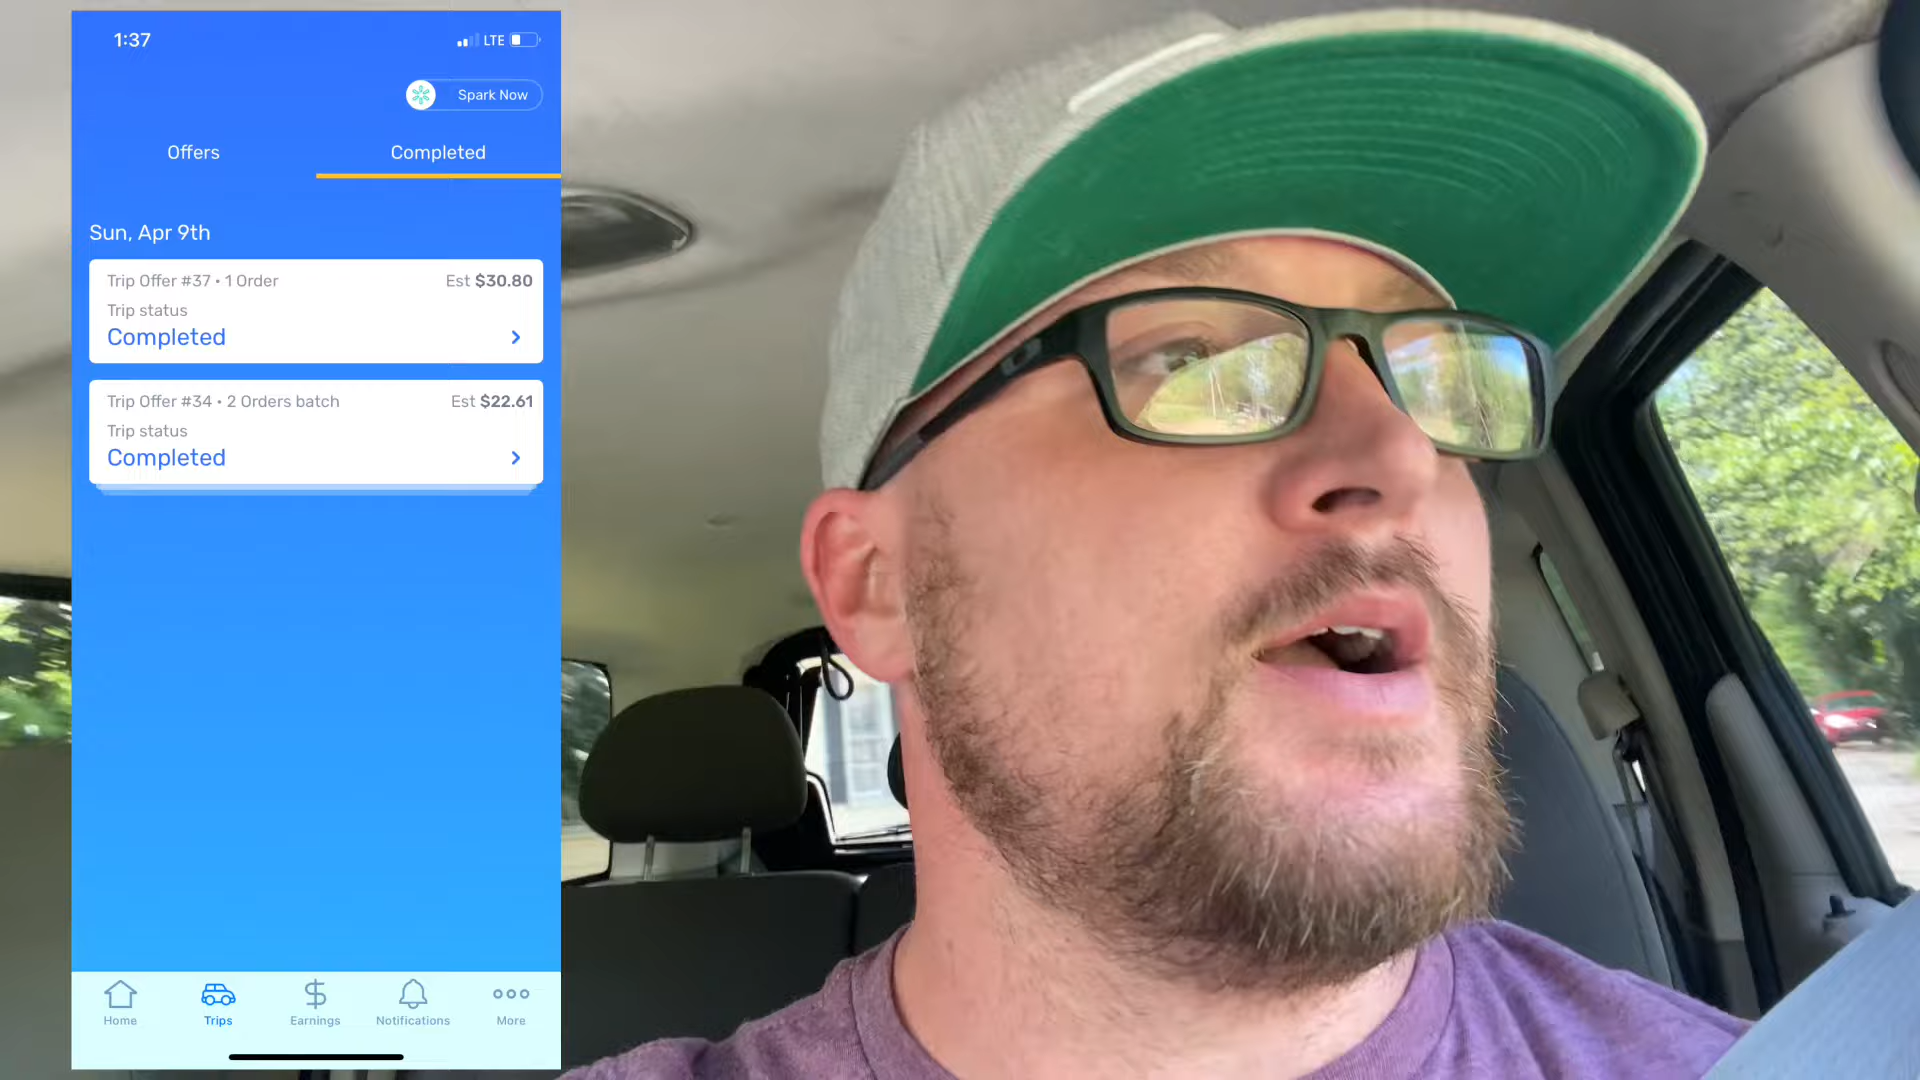 1:37
LTE
Spark Now
Offers
Completed
Sun, Apr 9th
Trip Offer #37 • 1 Order
Est $30.80
Trip status
Completed
Trip Offer #34 • 2 Orders batch
Est $22.61
Trip status
Completed
Home
Trips
Earnings
Notifications
More